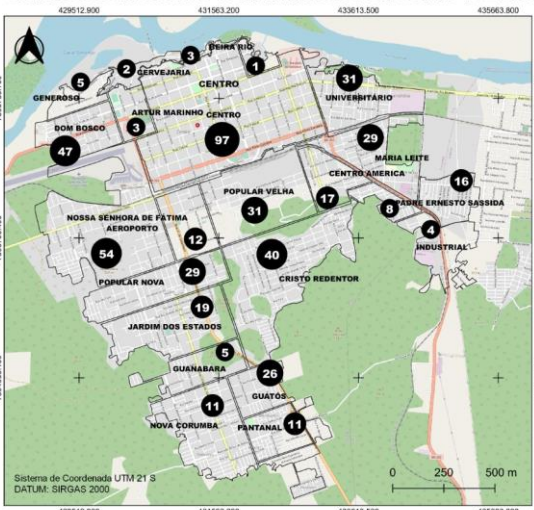 429512.900 431563.200 433613.500 435663.800
BEIRA RIO
3
1
2
CERVEJARIA
5
CENTRO
31
GENEROSO
UNIVERSITÁRIO
ARTUR MARINHO
CENTRO
DOM BOSCO
3
97
29
47
MARIA LEITE
CENTRO AMERICA
16
POPULAR VELHA
17
PADRE ERNESTO SASSIDA
8
31
NOSSA SENHORA DE FÁTIMA
AEROPORTO
4
12
INDUSTRIAL
54
40
29
POPULAR NOVA
CRISTO REDENTOR
19
JARDIM DOS ESTADOS
5
GUANABARA
26
GUATÓS
11
NOVA CORUMBA
PANTANAL
11
Sistema de Coordenada UTM 21 S
DATUM: SIRGAS 2000
0 250 500 m